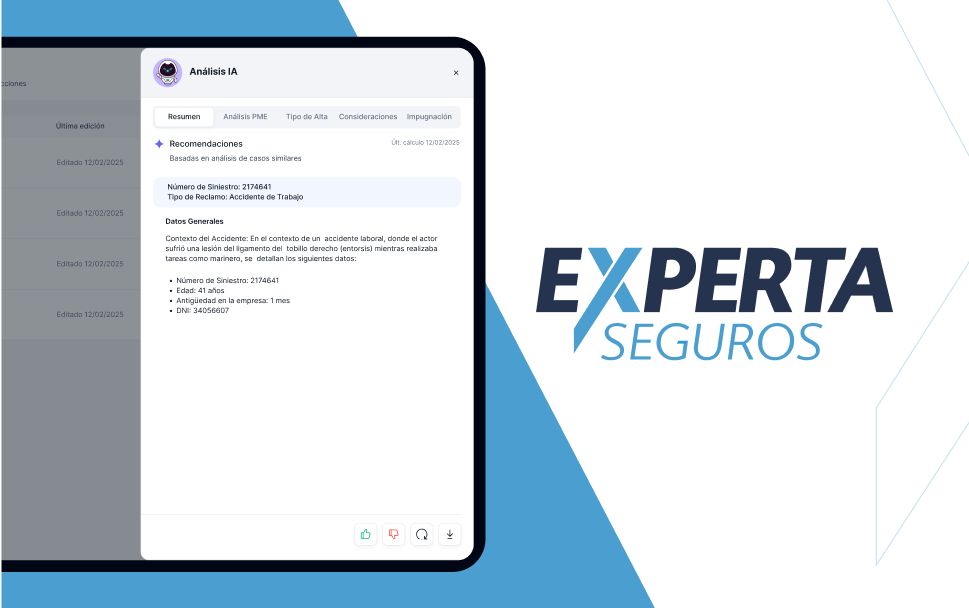 cciones
Última edición
Editado 12/02/2025
Editado 12/02/2025
Editado 12/02/2025
Editado 12/02/2025
Análisis IA
Resumen Análisis PME Tipo de Alta Consideraciones Impugnación
Recomendaciones
Últ. cálculo 12/02/2025
Basadas en análisis de casos similares
Número de Siniestro: 2174641
Tipo de Reclamo: Accidente de Trabajo
Datos Generales
Contexto del Accidente: En el contexto de un accidente laboral, donde el actor
sufrió una lesión del ligamento del tobillo derecho (entorsis) mientras realizaba
tareas como marinero, se detallan los siguientes datos:
• Número de Siniestro: 2174641
• Edad: 41 años
• Antigüedad en la empresa: 1 mes
• DNI: 34056607
EXPERTA
SEGUROS